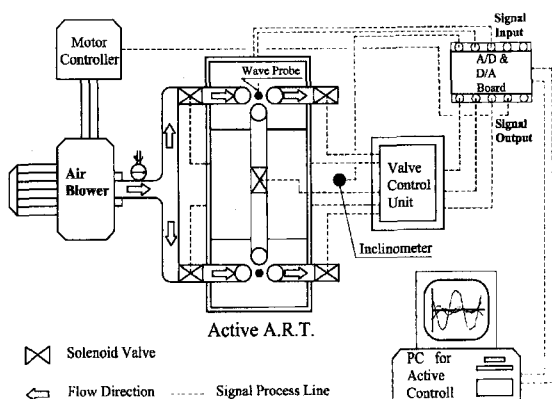 Signal
Input
Motor
Controller
Wave Probe
A/D &
D/A
Board
Signal
Output
Air
Blower
Valve
Control
Unit
Inclinometer
Active A.R.T.
Solenoid Valve
PC for
Active
Controll
Flow Direction
Signal Process Line